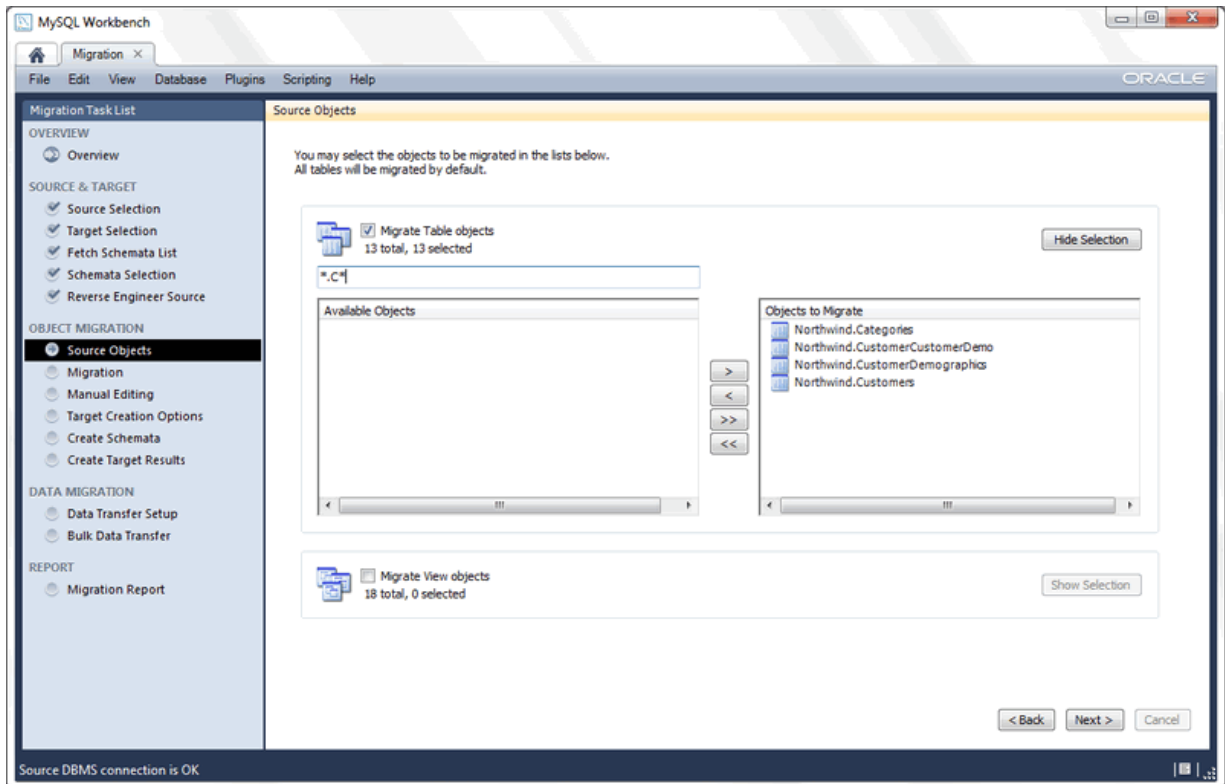 MySQL Workbench
Migration
File Edit View Database Plugins Scripting Help
ORACLE
Migration Task List
OVERVIEW
Overview
SOURCE & TARGET
Source Selection
Target Selection
Fetch Schemata List
Schemata Selection
Reverse Engineer Source
OBJECT MIGRATION
Source Objects
Migration
Manual Editing
Target Creation Options
Create Schemata
Create Target Results
DATA MIGRATION
Data Transfer Setup
Bulk Data Transfer
REPORT
Migration Report
Source Objects
You may select the objects to be migrated in the lists below.
All tables will be migrated by default.
Migrate Table objects
13 total, 13 selected
Hide Selection
*.C*
Available Objects
>
<
>>
<<
Objects to Migrate
Northwind.Categories
Northwind.CustomerCustomerDemo
Northwind.CustomerDemographics
Northwind.Customers
Migrate View objects
18 total, 0 selected
Show Selection
< Back Next > Cancel
Source DBMS connection is OK